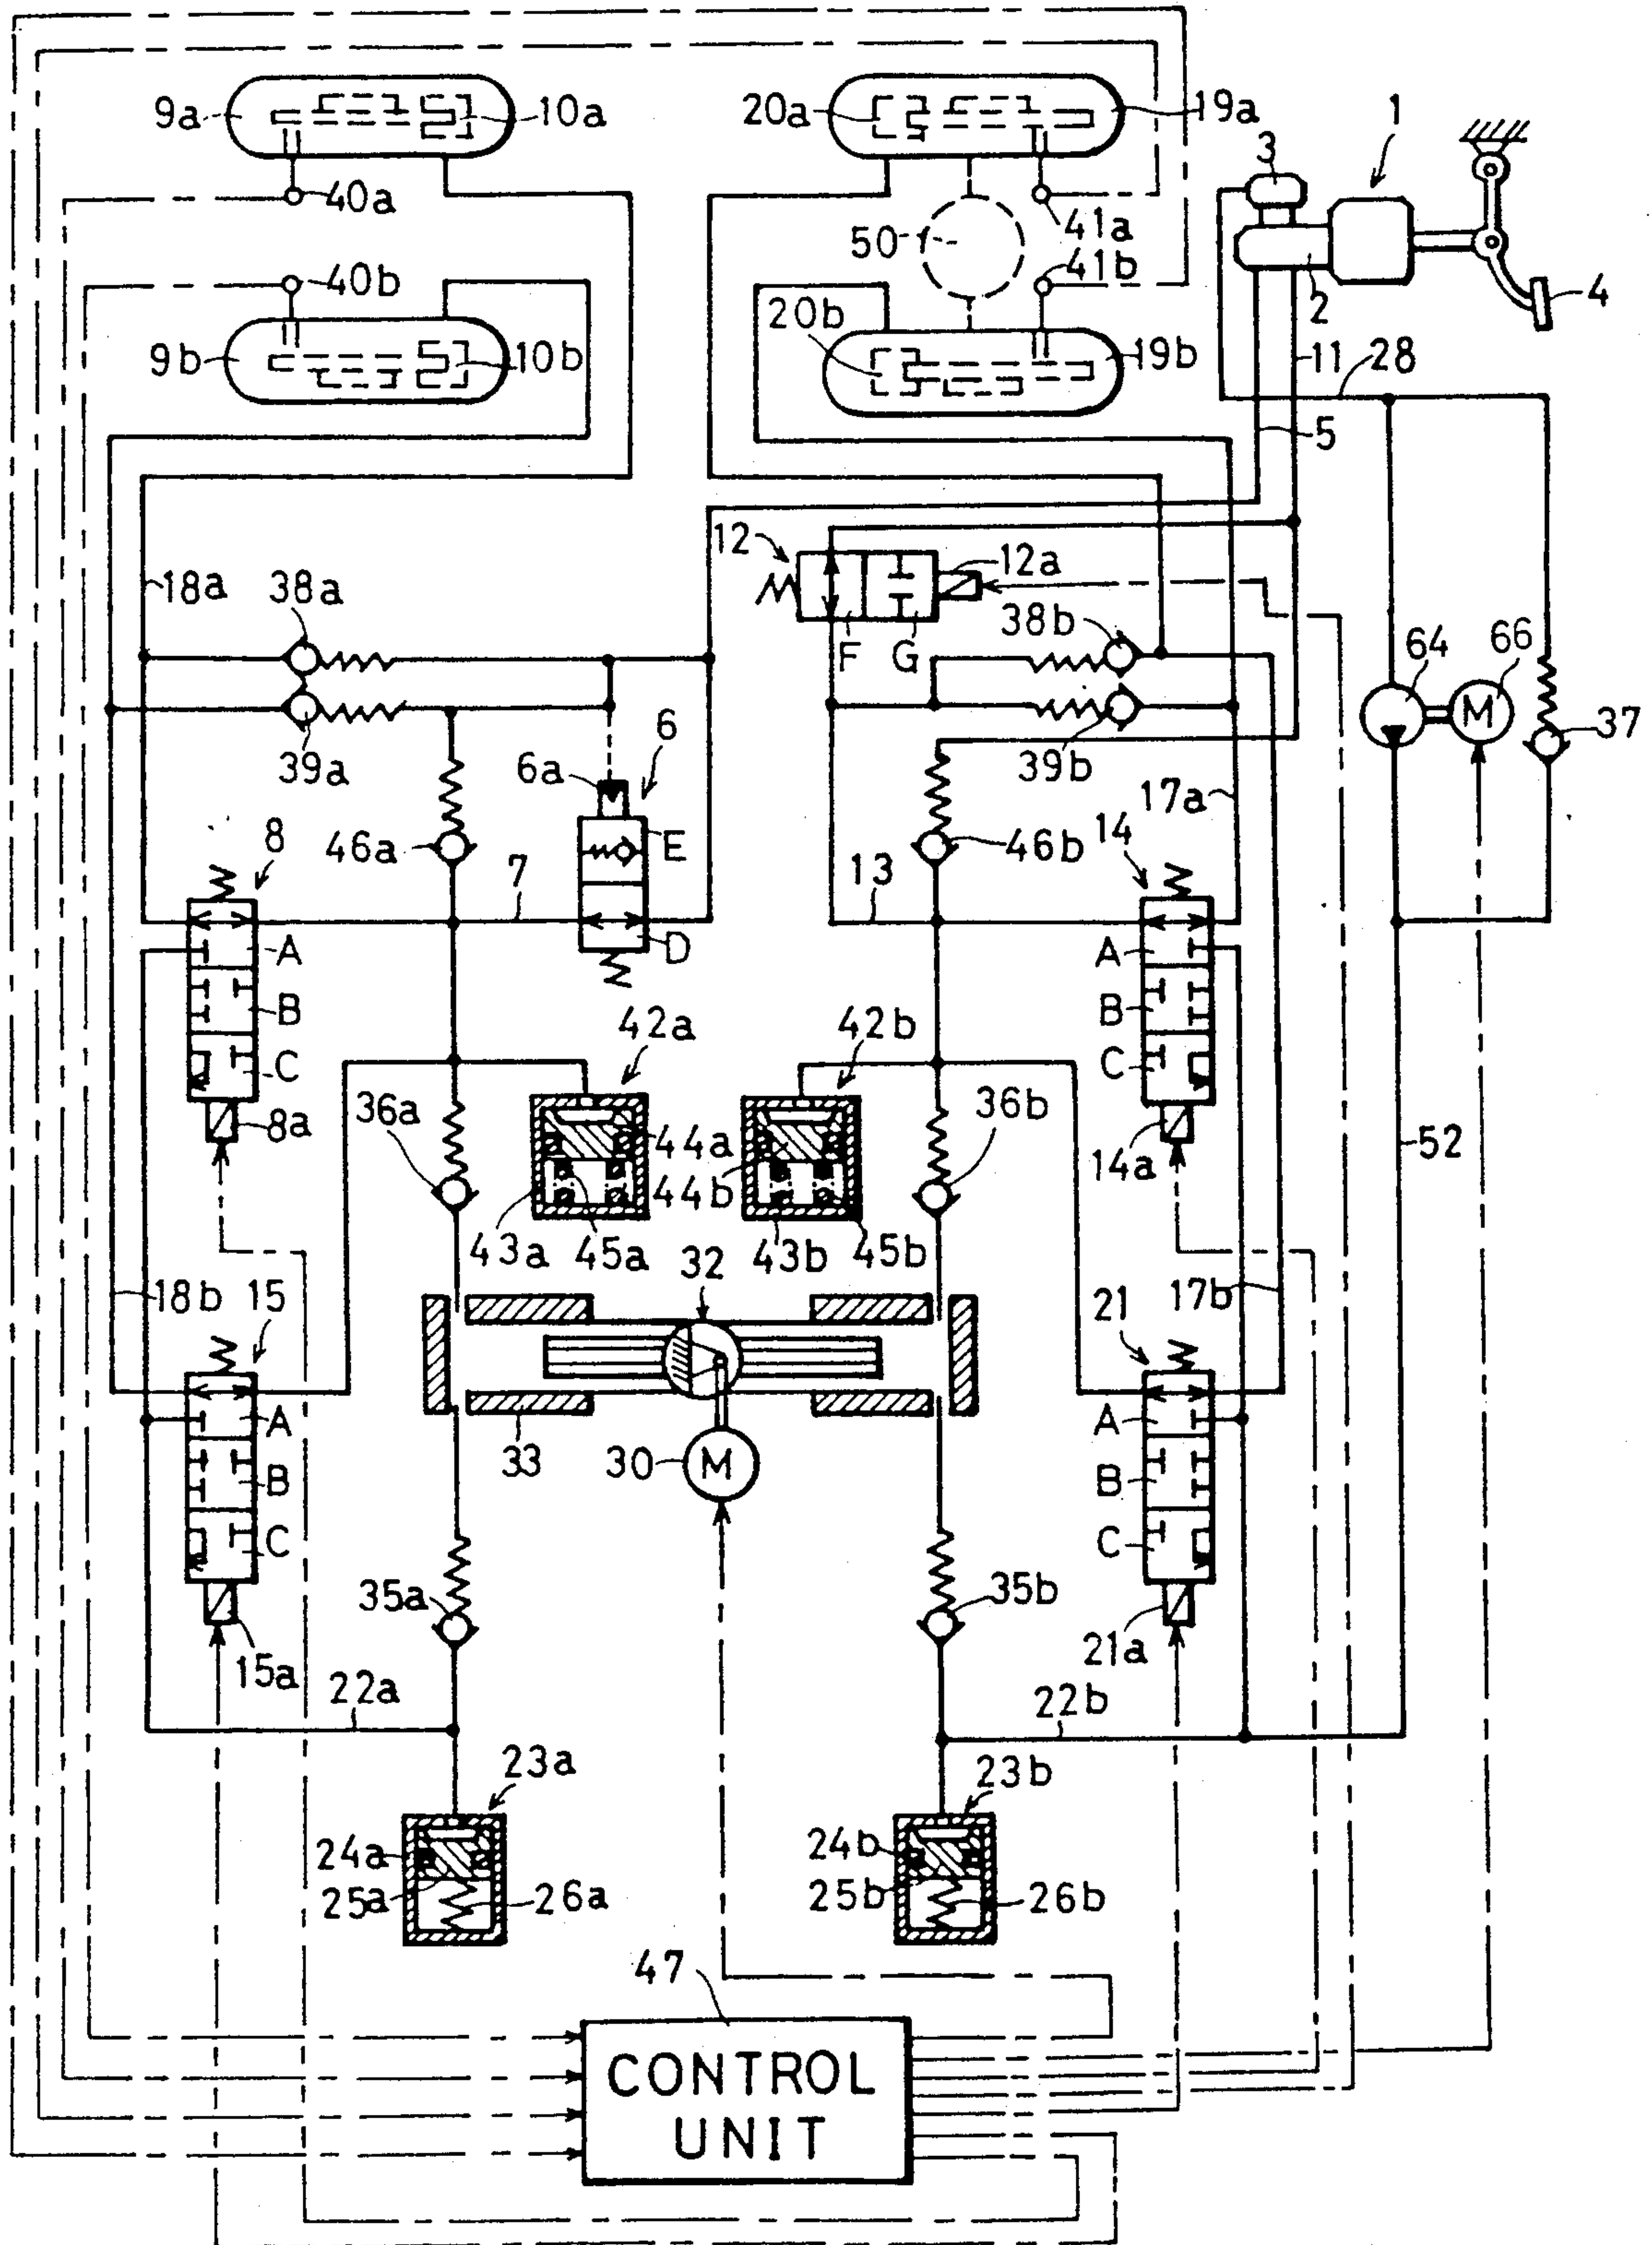 1
9a
10a
20a
19a
3
40a
50
41a
40b
41b
2
4
20b
9b
10b
19b
11
28
5
12
12a
18a
38a
38b
F
G
64
66
M
6
37
39a
6a
39b
17a
8
46a
E
46b
14
7
13
A
D
A
B
B
42a
42b
C
C
36a
36b
8a
44a
14a
52
44b
43a
45a
43b
45b
32
18b
15
21
17b
A
A
33
30
M
B
B
C
C
35a
35b
15a
21a
22a
22b
23a
23b
24a
24b
25a
26a
25b
26b
47
CONTROL
UNIT